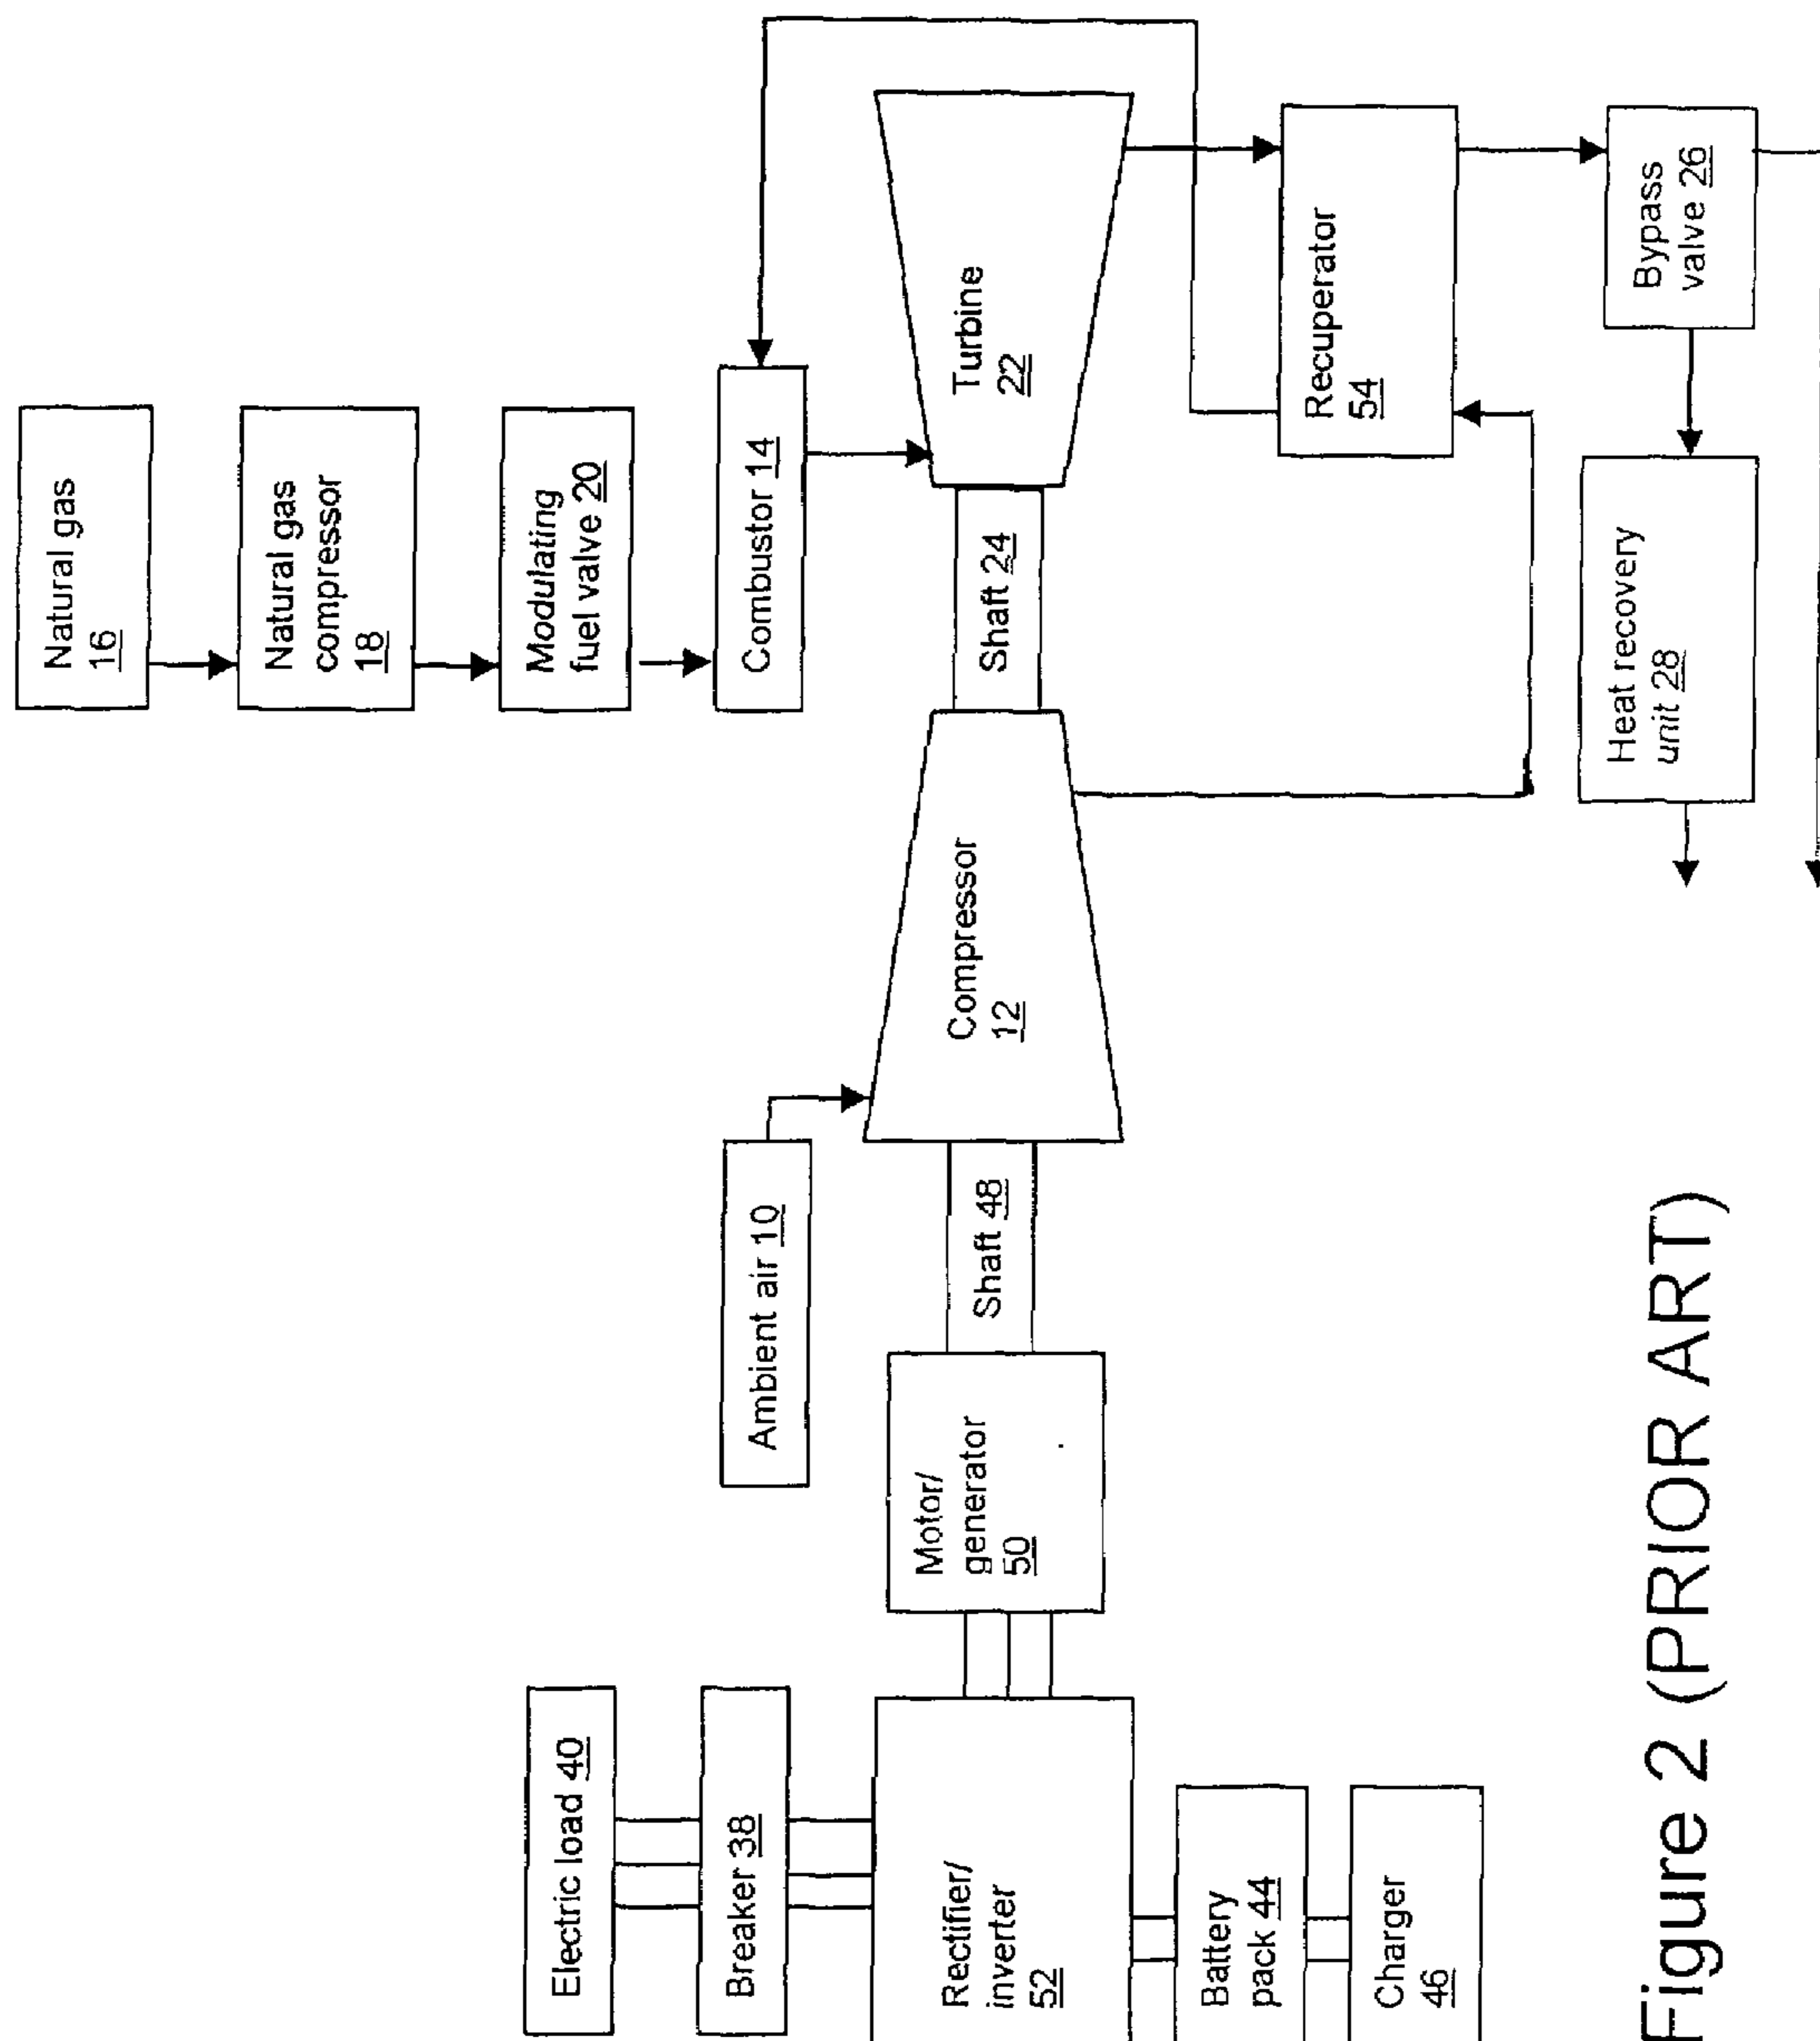 Natural gas
16
Natural gas
compressor
18
Modulating
fuel valve 20
Combustor 14
Electric load 40
Breaker 38
Ambient air 10
Rectifier/
inverter
52
Motor/
generator
50
Shaft 48
Compressor
12
Shaft 24
Turbine
22
Recuperator
54
Battery
pack 44
Charger
46
Heat recovery
unit 28
Bypass
valve 26
Figure 2 (PRIOR ART)